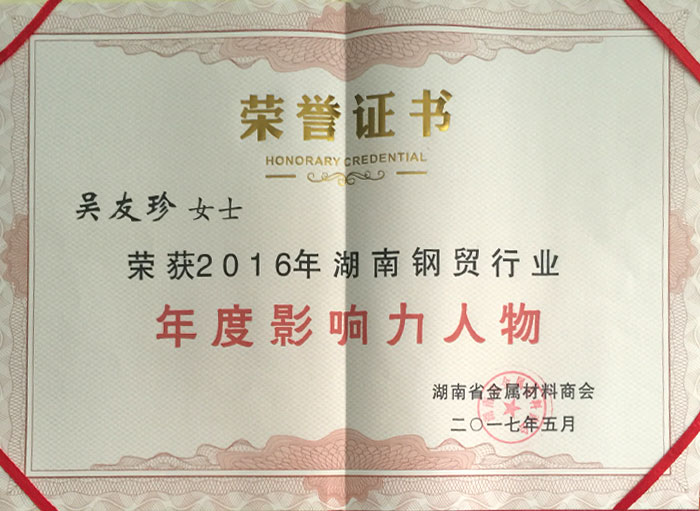 荣誉证书
HONORARY CREDENTIAL
吴友珍 女士
荣获2016年湖南钢贸行业
年度影响力人物
湖南省金属材料商会
二〇一七年五月